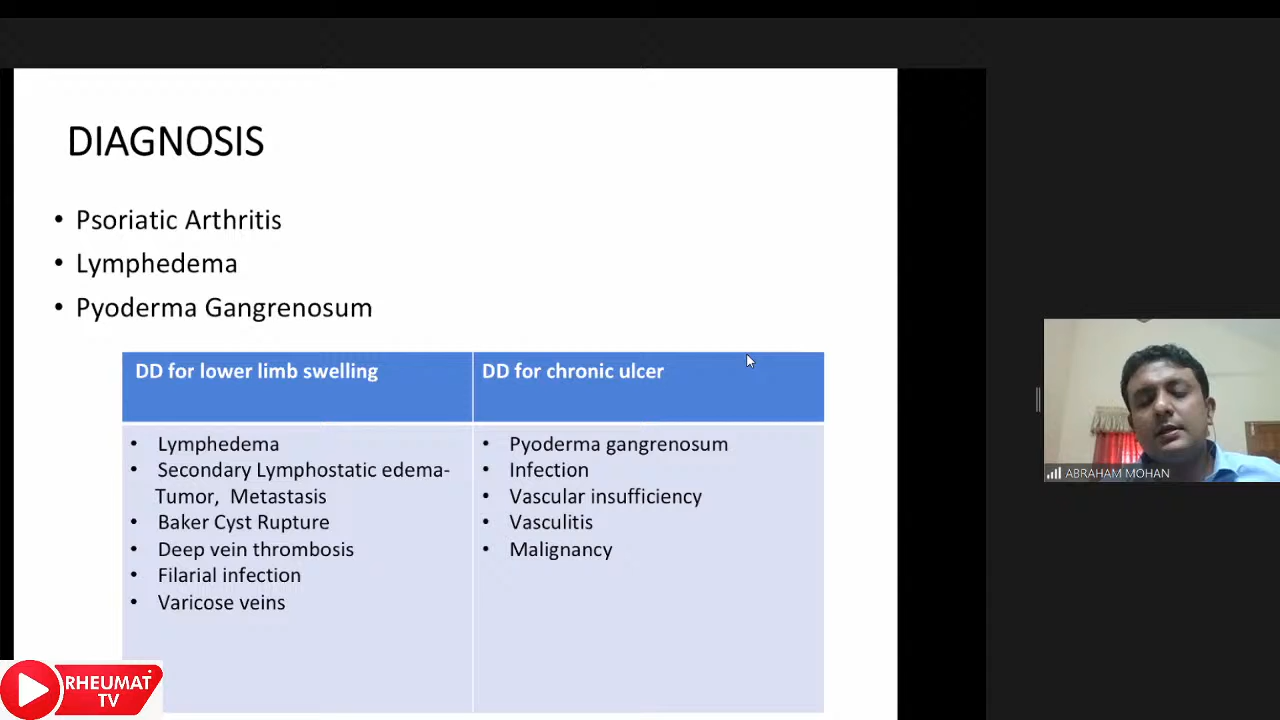 DIAGNOSIS
• Psoriatic Arthritis
• Lymphedema
• Pyoderma Gangrenosum
DD for lower limb swelling
DD for chronic ulcer
• Lymphedema
• Secondary Lymphostatic edema-
Tumor, Metastasis
• Baker Cyst Rupture
• Deep vein thrombosis
• Filarial infection
• Varicose veins
• Pyoderma gangrenosum
• Infection
• Vascular insufficiency
• Vasculitis
• Malignancy
ABRAHAM MOHAN
RHEUMAT
TV